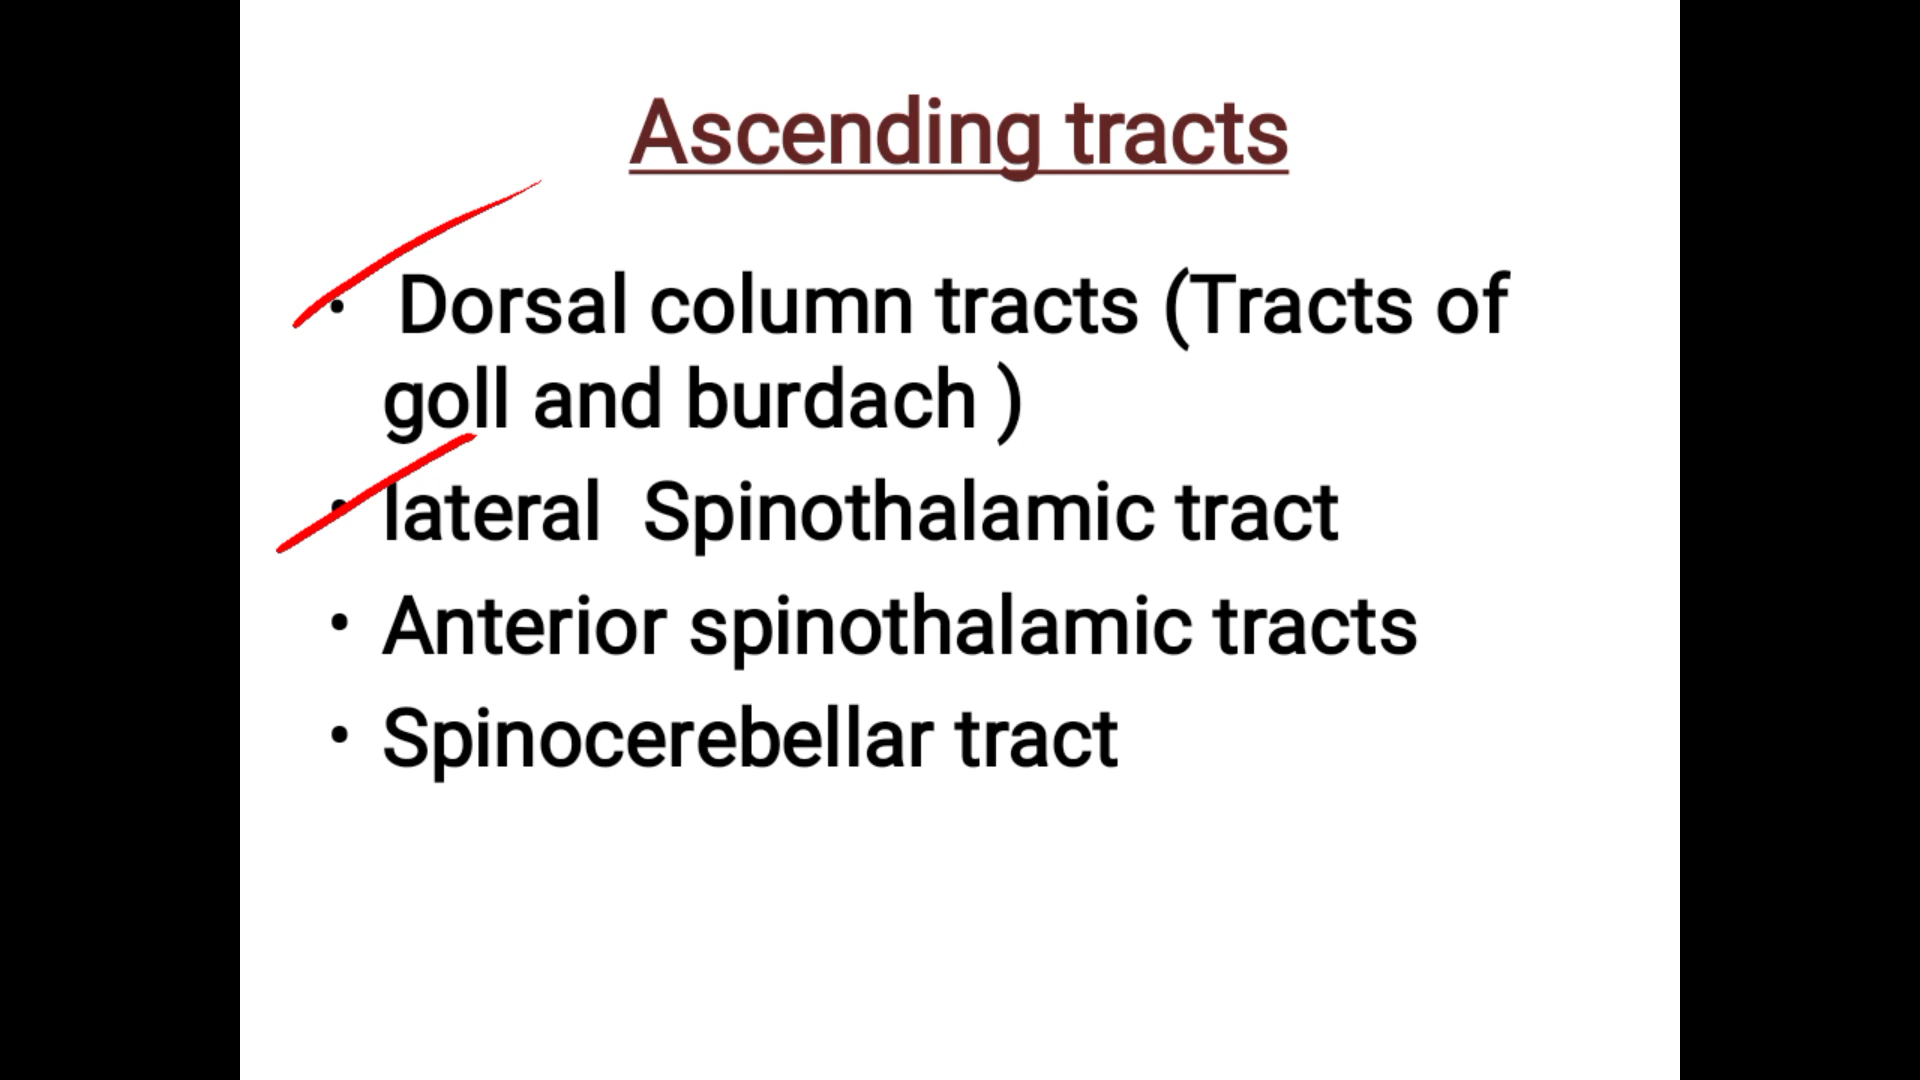 Ascending tracts
• Dorsal column tracts (Tracts of
goll and burdach )
• lateral Spinothalamic tract
• Anterior spinothalamic tracts
• Spinocerebellar tract